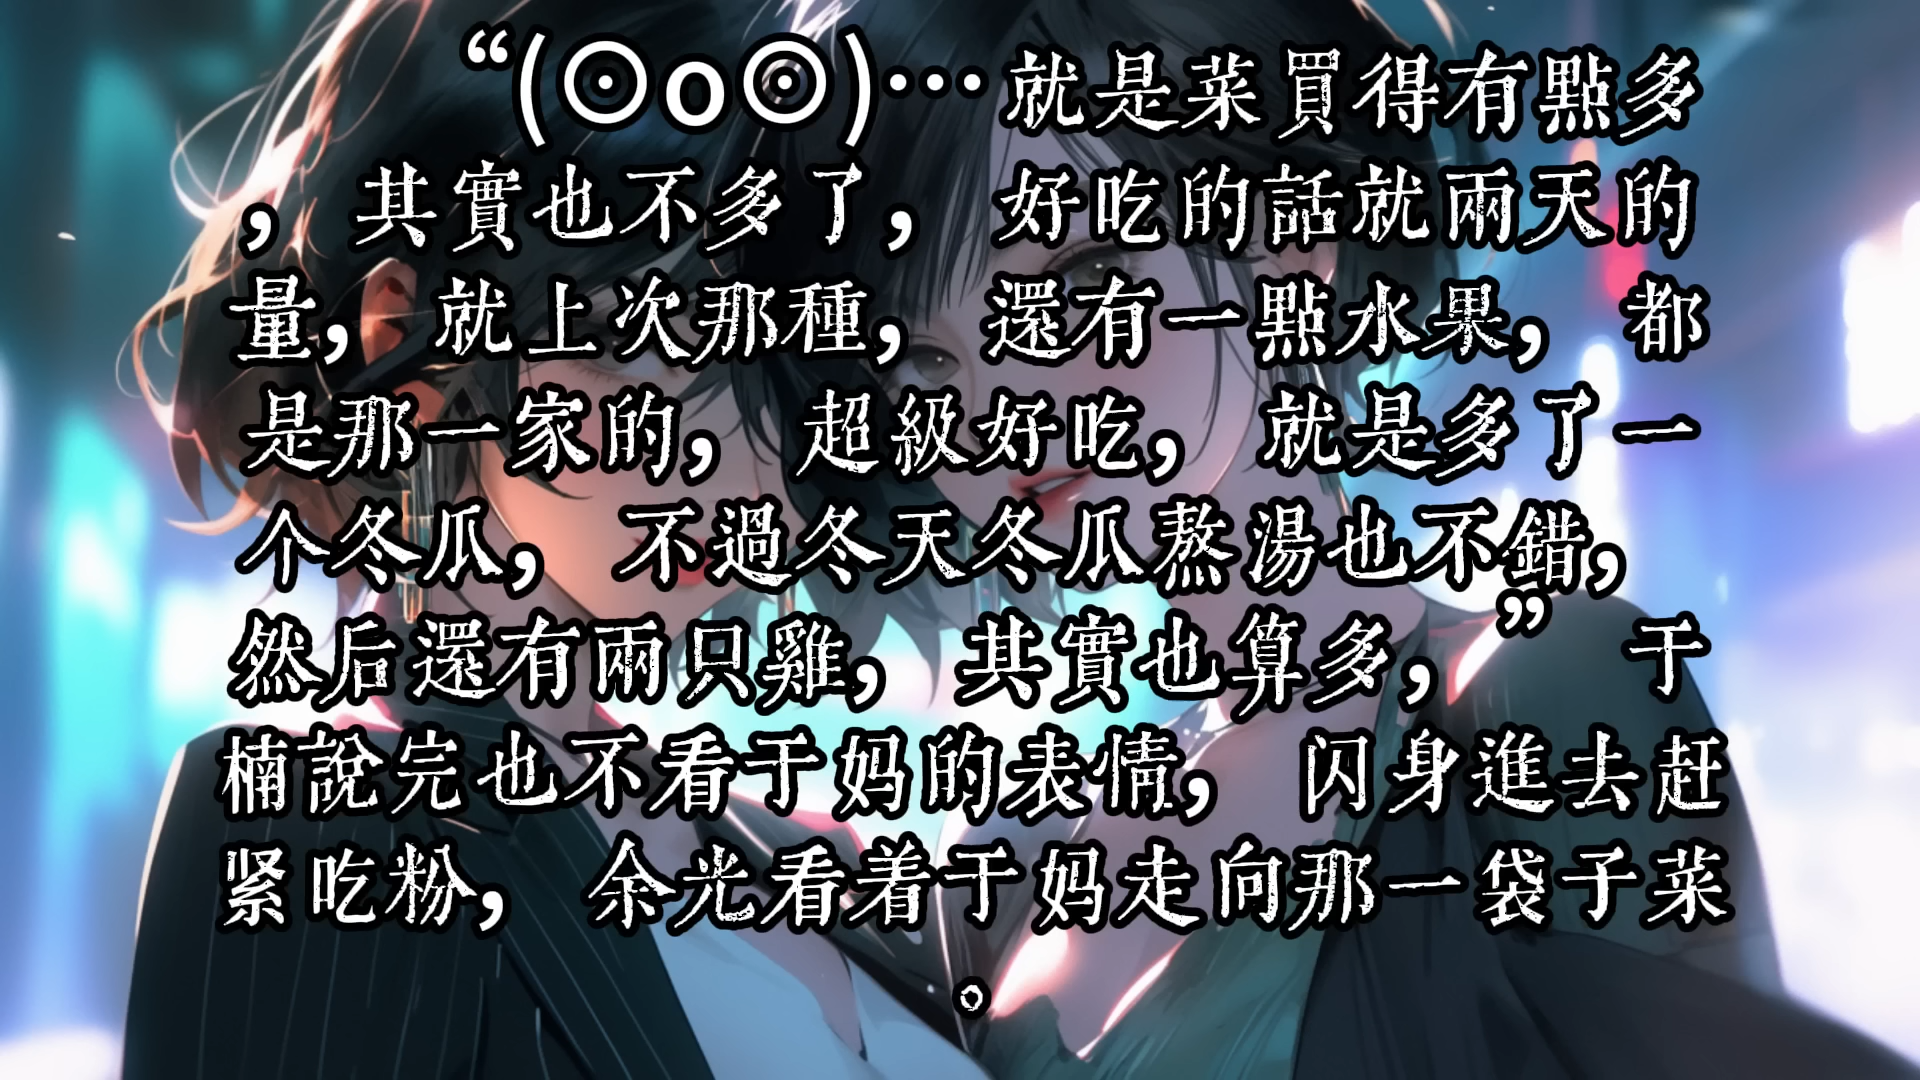 “(⊙o⊙)…就是菜買得有點多
，其實也不多了，好吃的話就兩天的
量，就上次那種，還有一點水果，都
是那一家的，超級好吃，就是多了一
个冬瓜，不過冬天冬瓜熬湯也不錯，
然后還有兩只雞，其實也算多，”于
楠說完也不看于妈的表情，闪身進去赶
紧吃粉，余光看着于妈走向那一袋子菜
。